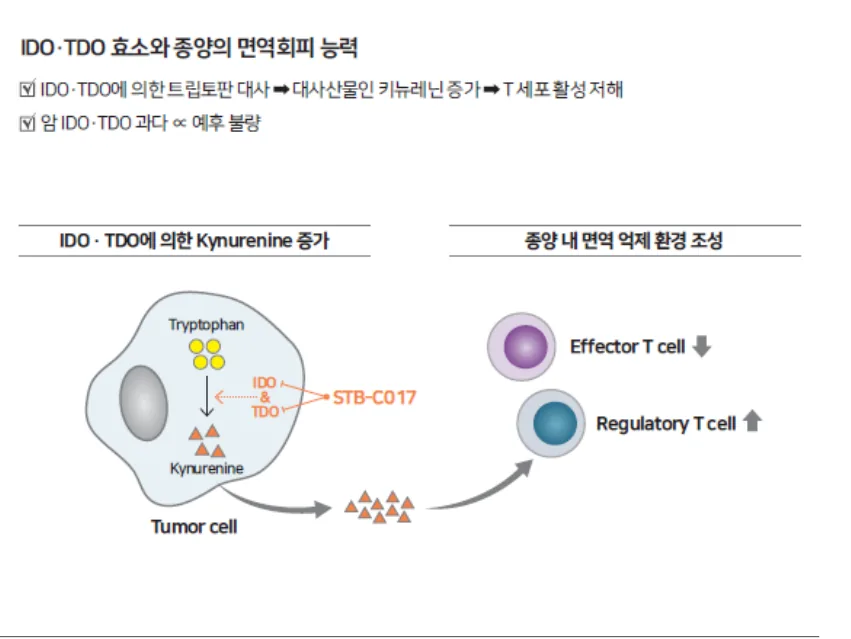 IDO·TDO 효소와 종양의 면역회피 능력
☑ IDO·TDO에 의한 트립토판 대사 ➡ 대사산물인 키뉴레닌 증가 ➡ T 세포 활성 저해
☑ 암 IDO·TDO 과다 ∝ 예후 불량
IDO · TDO에 의한 Kynurenine 증가
Tryptophan
IDO
&
TDO
STB-C017
Kynurenine
Tumor cell
종양 내 면역 억제 환경 조성
Effector T cell
Regulatory T cell